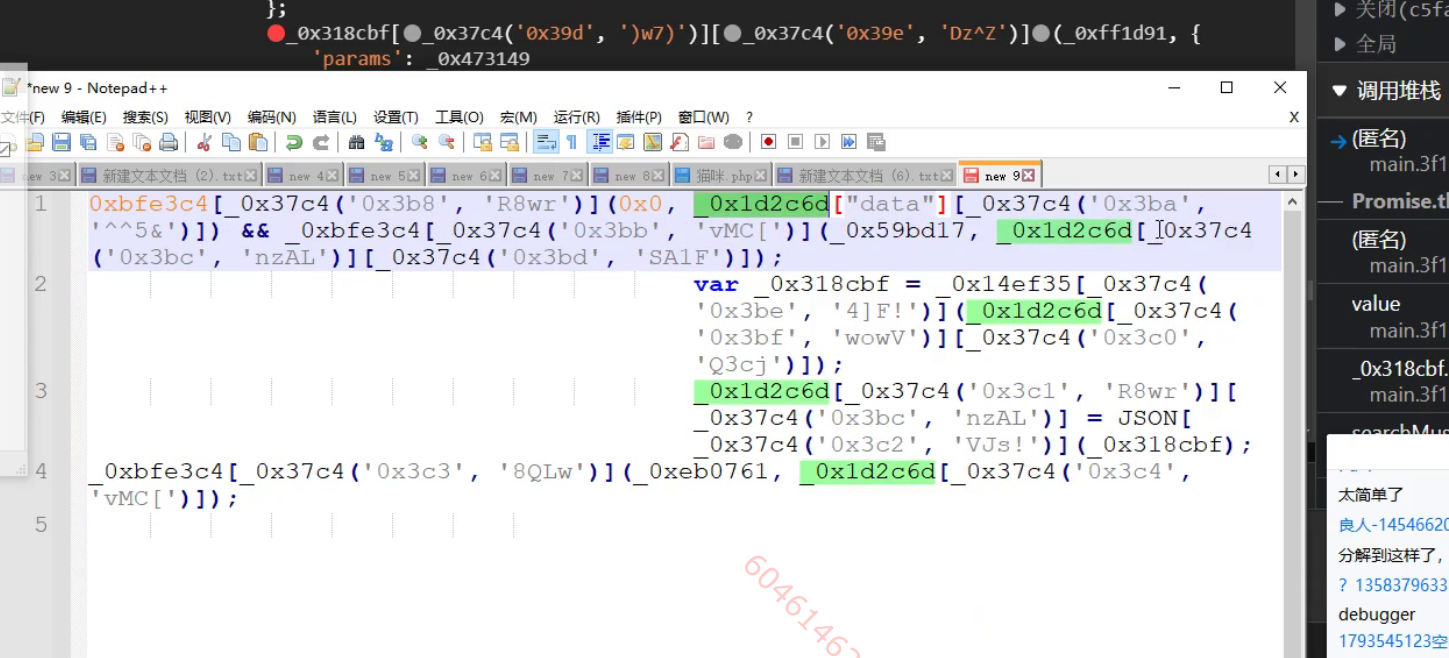 };
_0x318cbf[_0x37c4('0x39d', ')w7)')][_0x37c4('0x39e', 'Dz^Z')](_0xff1d91, {
'params': _0x473149
关闭(c5fa
全局
调用堆栈
(匿名)
main.3f1
Promise.th
(匿名)
main.3f1
value
main.3f1
_0x318cbf.
main.3f1
searchMus
*new 9 - Notepad++
文件(F) 编辑(E) 搜索(S) 视图(V) 编码(N) 语言(L) 设置(T) 工具(O) 宏(M) 运行(R) 插件(P) 窗口(W) ? X
new 3 新建文本文档 (2).txt new 4 new 5 new 6 new 7 new 8 猫咪.php 新建文本文档 (6).txt new 9
1 0xbfe3c4[_0x37c4('0x3b8', 'R8wr')](0x0, _0x1d2c6d["data"][_0x37c4('0x3ba',
'^^5&')]) && _0xbfe3c4[_0x37c4('0x3bb', 'vMC[')](_0x59bd17, _0x1d2c6d[_0x37c4
('0x3bc', 'nzAL')][_0x37c4('0x3bd', 'SA1F')]);
2 var _0x318cbf = _0x14ef35[_0x37c4(
'0x3be', '4]F!')](_0x1d2c6d[_0x37c4(
'0x3bf', 'wowV')][_0x37c4('0x3c0',
'Q3cj')]);
3 _0x1d2c6d[_0x37c4('0x3c1', 'R8wr')][
_0x37c4('0x3bc', 'nzAL')] = JSON[
_0x37c4('0x3c2', 'VJs!')](_0x318cbf);
4 _0xbfe3c4[_0x37c4('0x3c3', '8QLw')](_0xeb0761, _0x1d2c6d[_0x37c4('0x3c4',
'vMC[')]);
5
太简单了
良人-14546620
分解到这样了，
? 1358379633
debugger
1793545123空
6046146